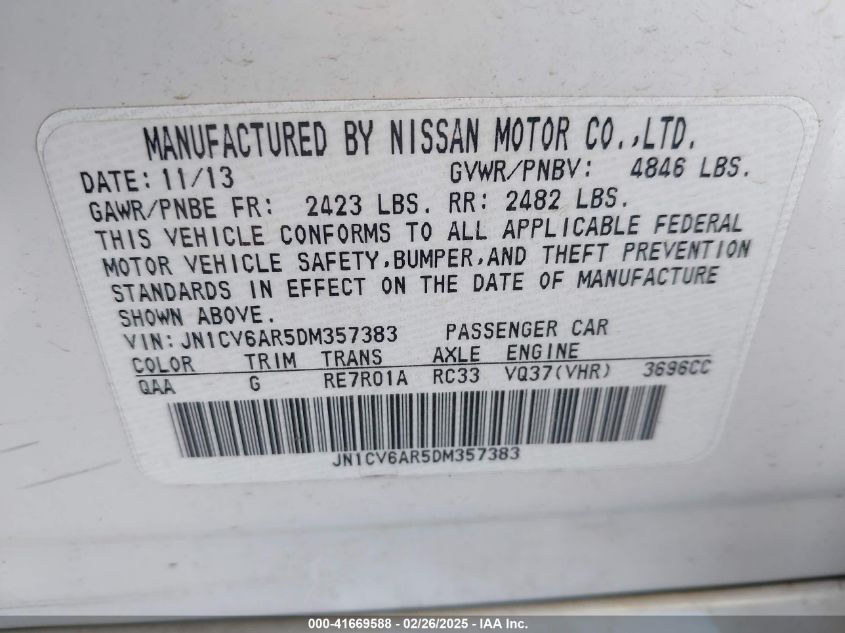 MANUFACTURED BY NISSAN MOTOR CO.,LTD.
DATE: 11/13 GVWR/PNBV: 4846 LBS.
GAWR/PNBE FR: 2423 LBS. RR: 2482 LBS.
THIS VEHICLE CONFORMS TO ALL APPLICABLE FEDERAL
MOTOR VEHICLE SAFETY,BUMPER,AND THEFT PREVENTION
STANDARDS IN EFFECT ON THE DATE OF MANUFACTURE
SHOWN ABOVE.
VIN: JN1CV6AR5DM357383 PASSENGER CAR
COLOR TRIM TRANS AXLE ENGINE
QAA G RE7R01A RC33 VQ37(VHR) 3696CC
JN1CV6AR5DM357383
000-41669588 - 02/26/2025 - IAA Inc.